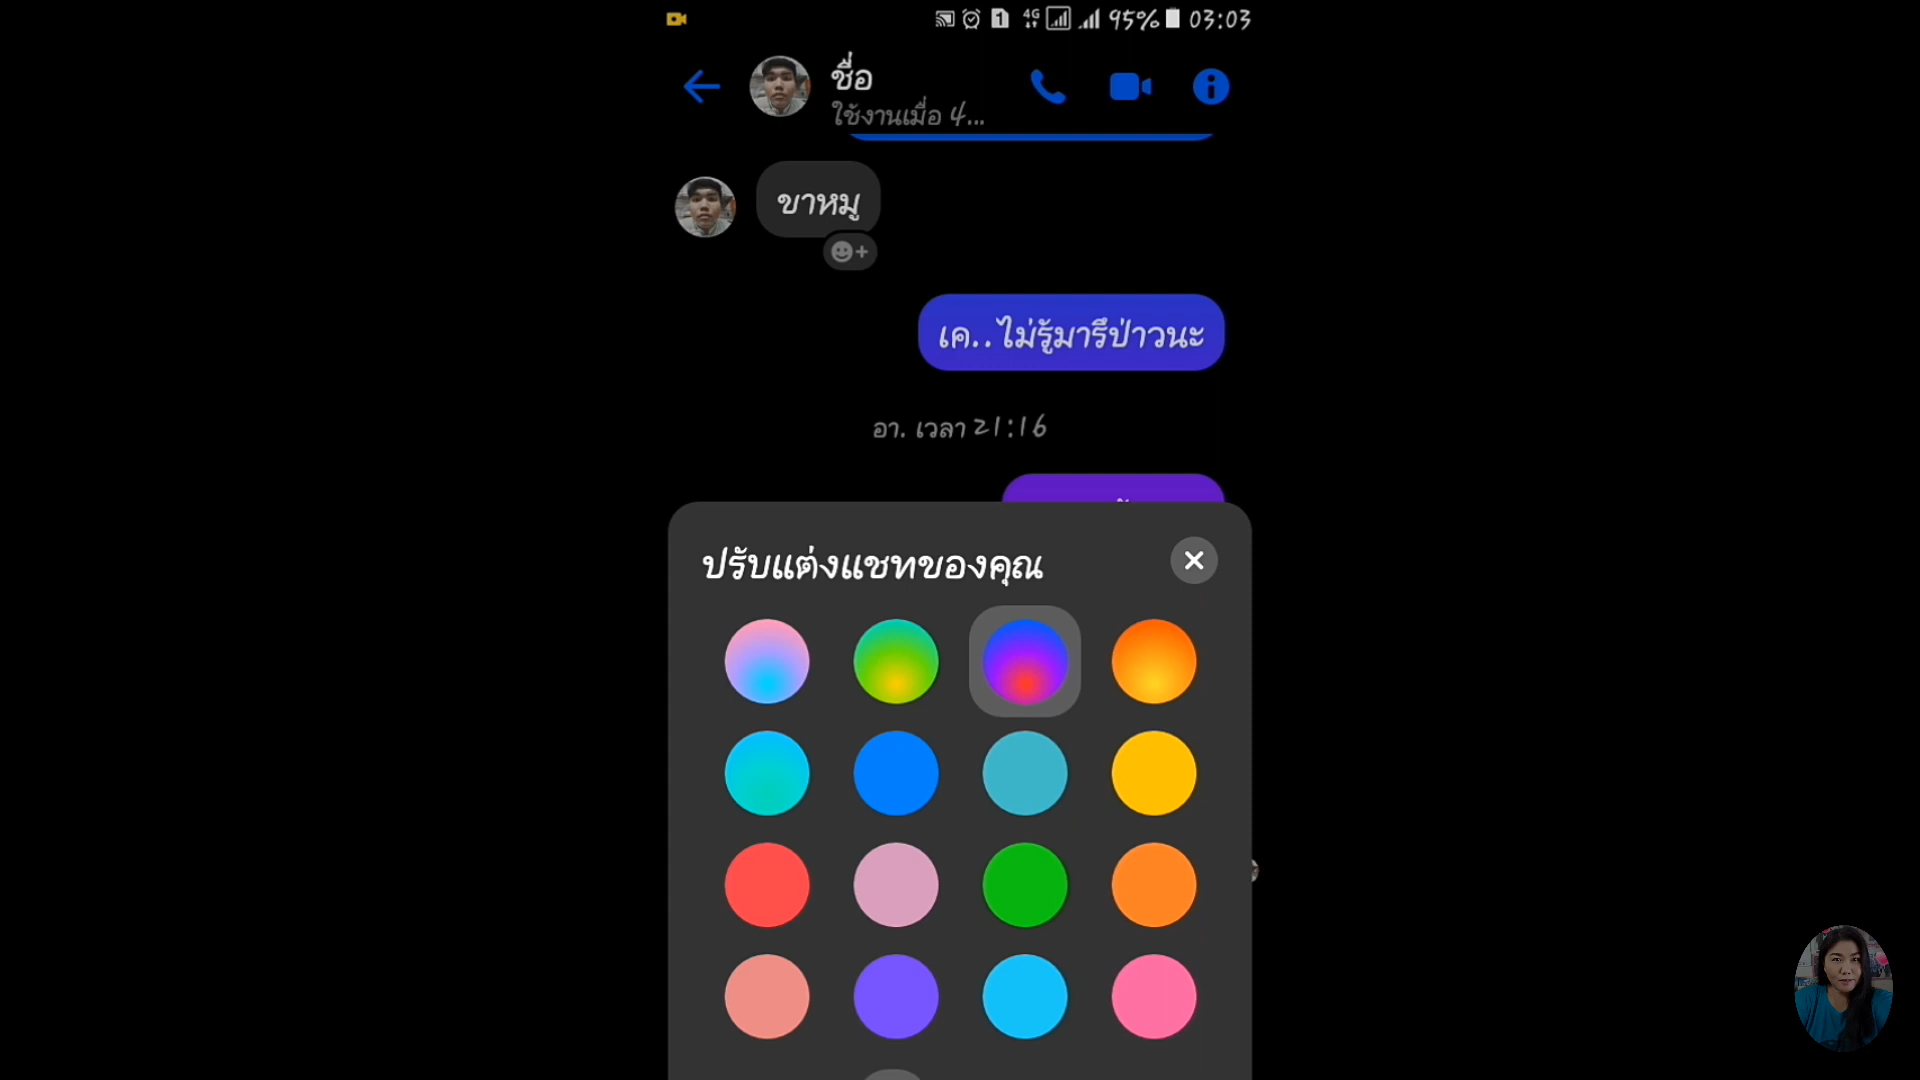 4G 1 95% 03:03
ชื่อ
ใช้งานเมื่อ 4...
ขาหมู
เค..ไม่รู้มารึป่าวนะ
อา. เวลา 21:16
ปรับแต่งแชทของคุณ